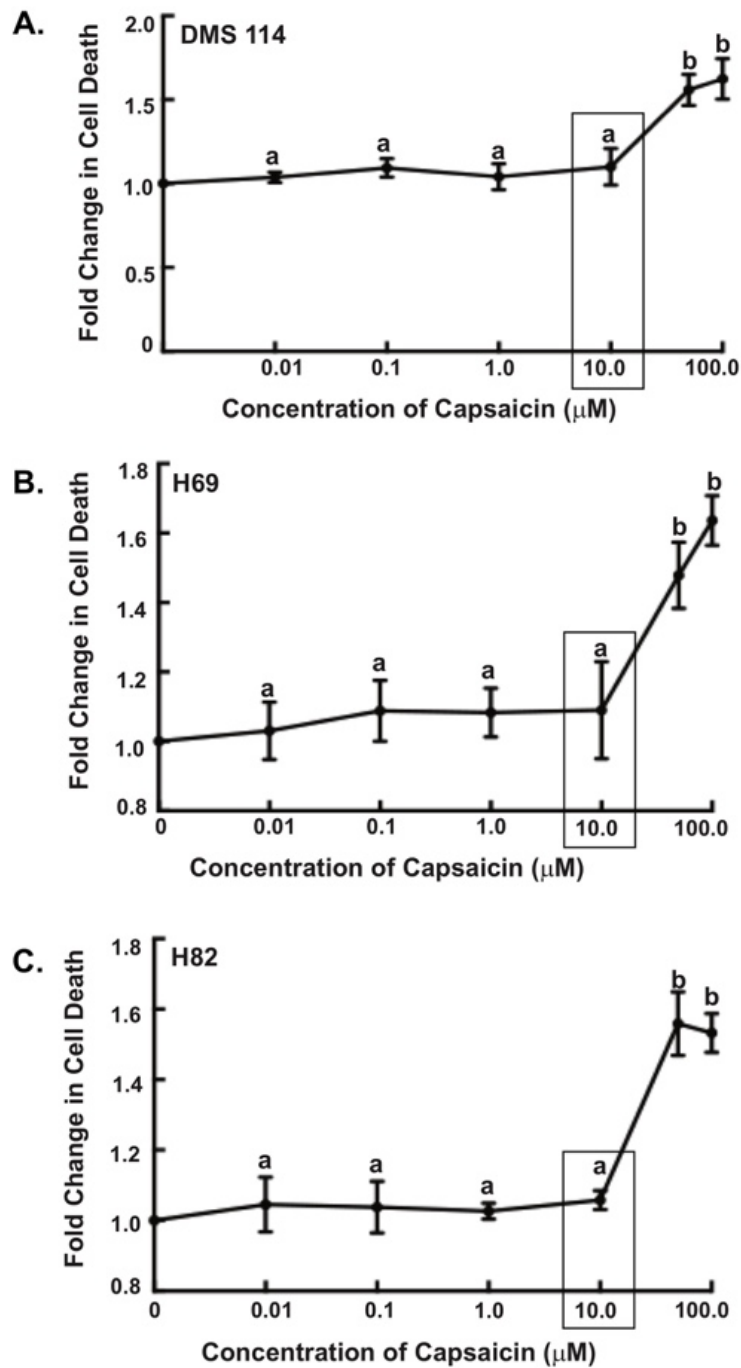 A.
DMS 114
Fold Change in Cell Death
2.0
1.5
1.0
0.5
0
a
a
a
a
b
b
0.01
0.1
1.0
10.0
100.0
Concentration of Capsaicin (μM)
B.
H69
Fold Change in Cell Death
1.8
1.6
1.4
1.2
1.0
0.8
a
a
a
a
b
b
0
0.01
0.1
1.0
10.0
100.0
Concentration of Capsaicin (μM)
C.
H82
Fold Change in Cell Death
1.8
1.6
1.4
1.2
1.0
0.8
a
a
a
a
b
b
0
0.01
0.1
1.0
10.0
100.0
Concentration of Capsaicin (μM)